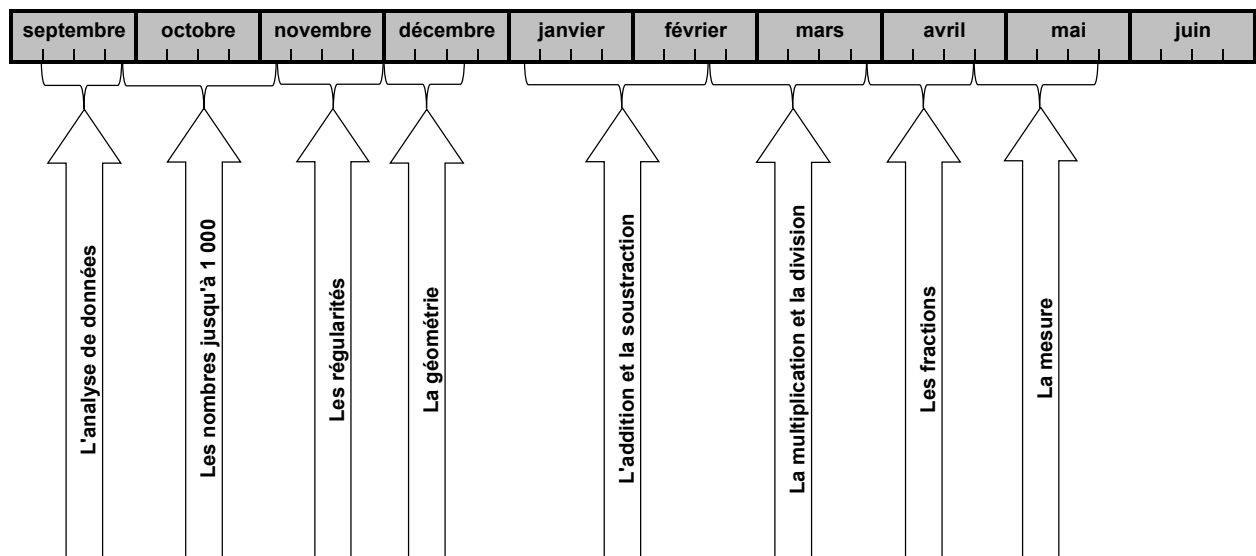 septembre
octobre
novembre
décembre
janvier
février
mars
avril
mai
juin
L'analyse de données
Les nombres jusqu'à 1 000
Les régularités
La géométrie
L'addition et la soustraction
La multiplication et la division
Les fractions
La mesure